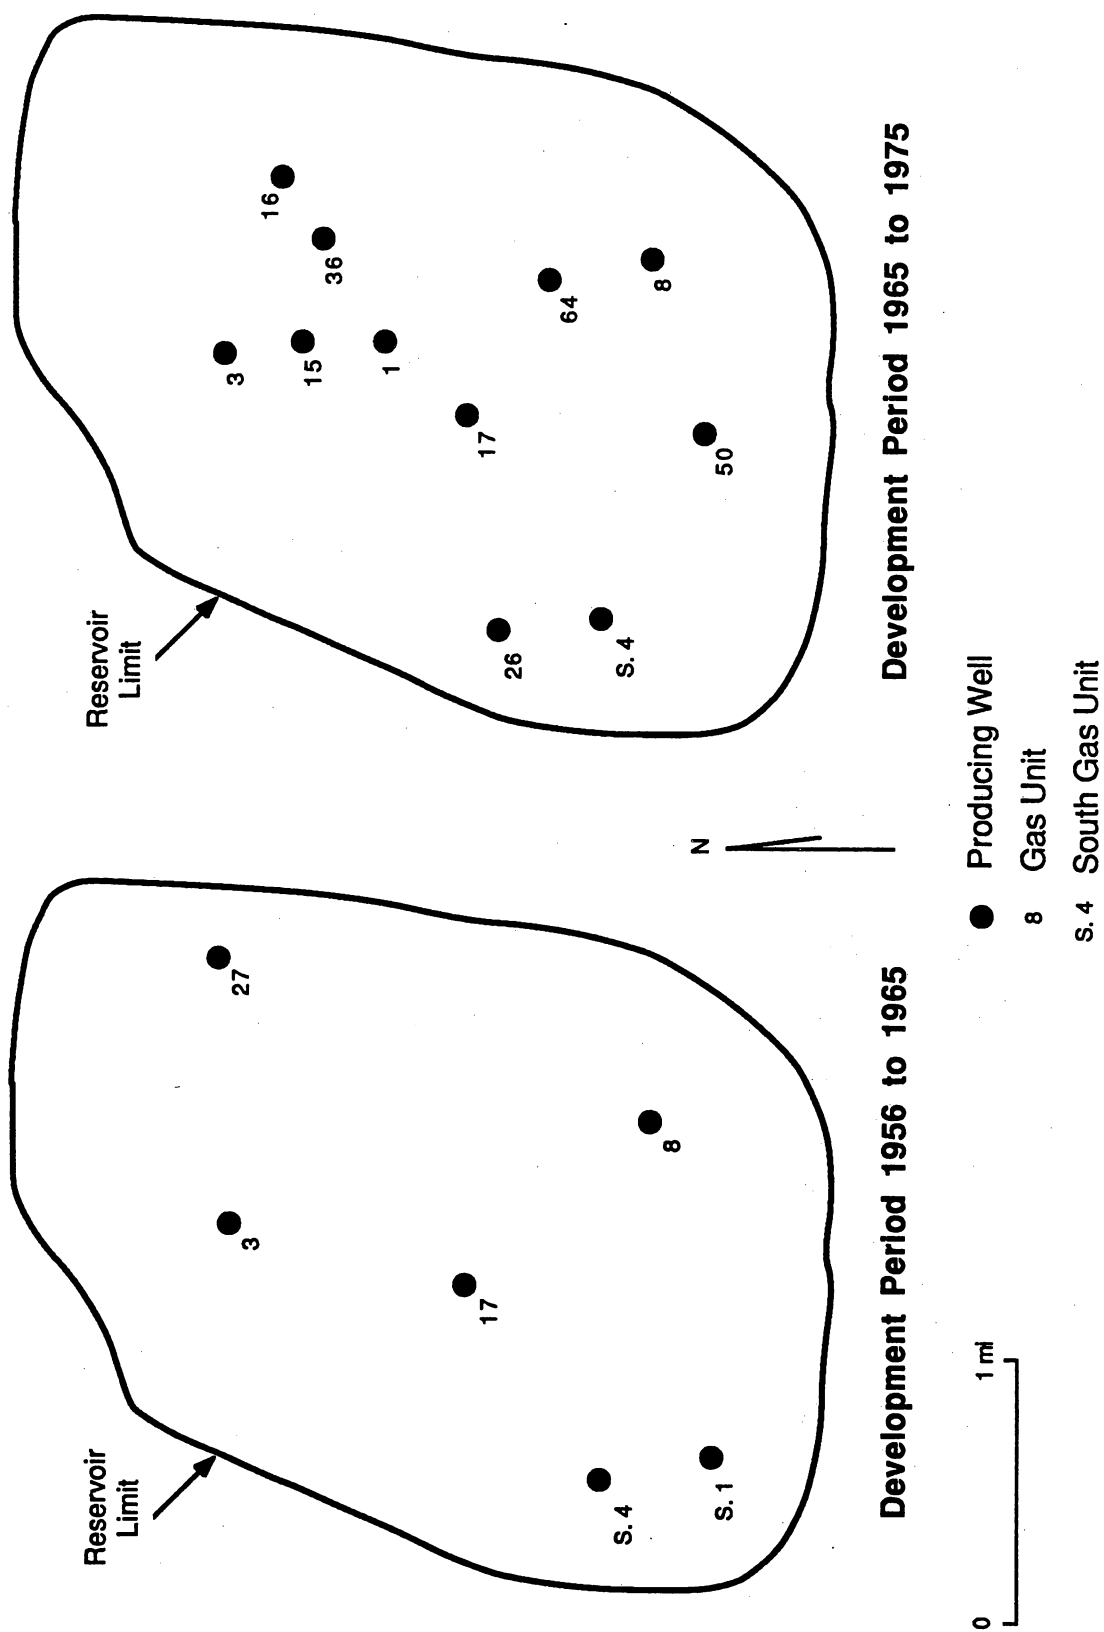 Reservoir
Limit
27
3
17
8
S. 4
S. 1
Development Period 1956 to 1965
Reservoir
Limit
16
36
3
15
1
64
8
17
50
26
S. 4
Development Period 1965 to 1975
N
0
1 mi
Producing Well
8 Gas Unit
S. 4 South Gas Unit